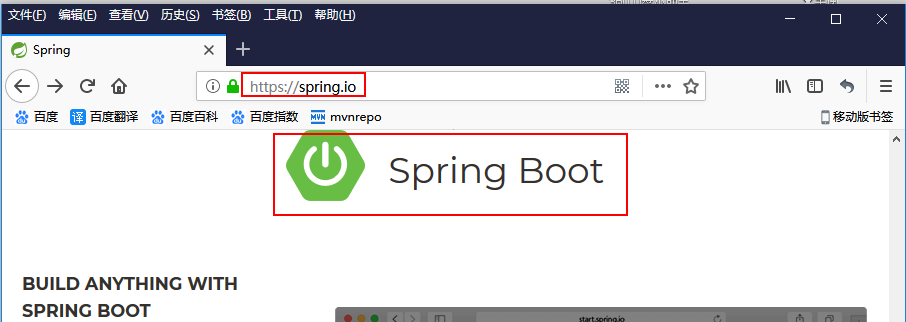 文件(F) 编辑(E) 查看(V) 历史(S) 书签(B) 工具(T) 帮助(H)
Spring
https://spring.io
百度 百度翻译 百度百科 百度指数 mvnrepo 移动版书签
Spring Boot
BUILD ANYTHING WITH
SPRING BOOT
start.spring.io